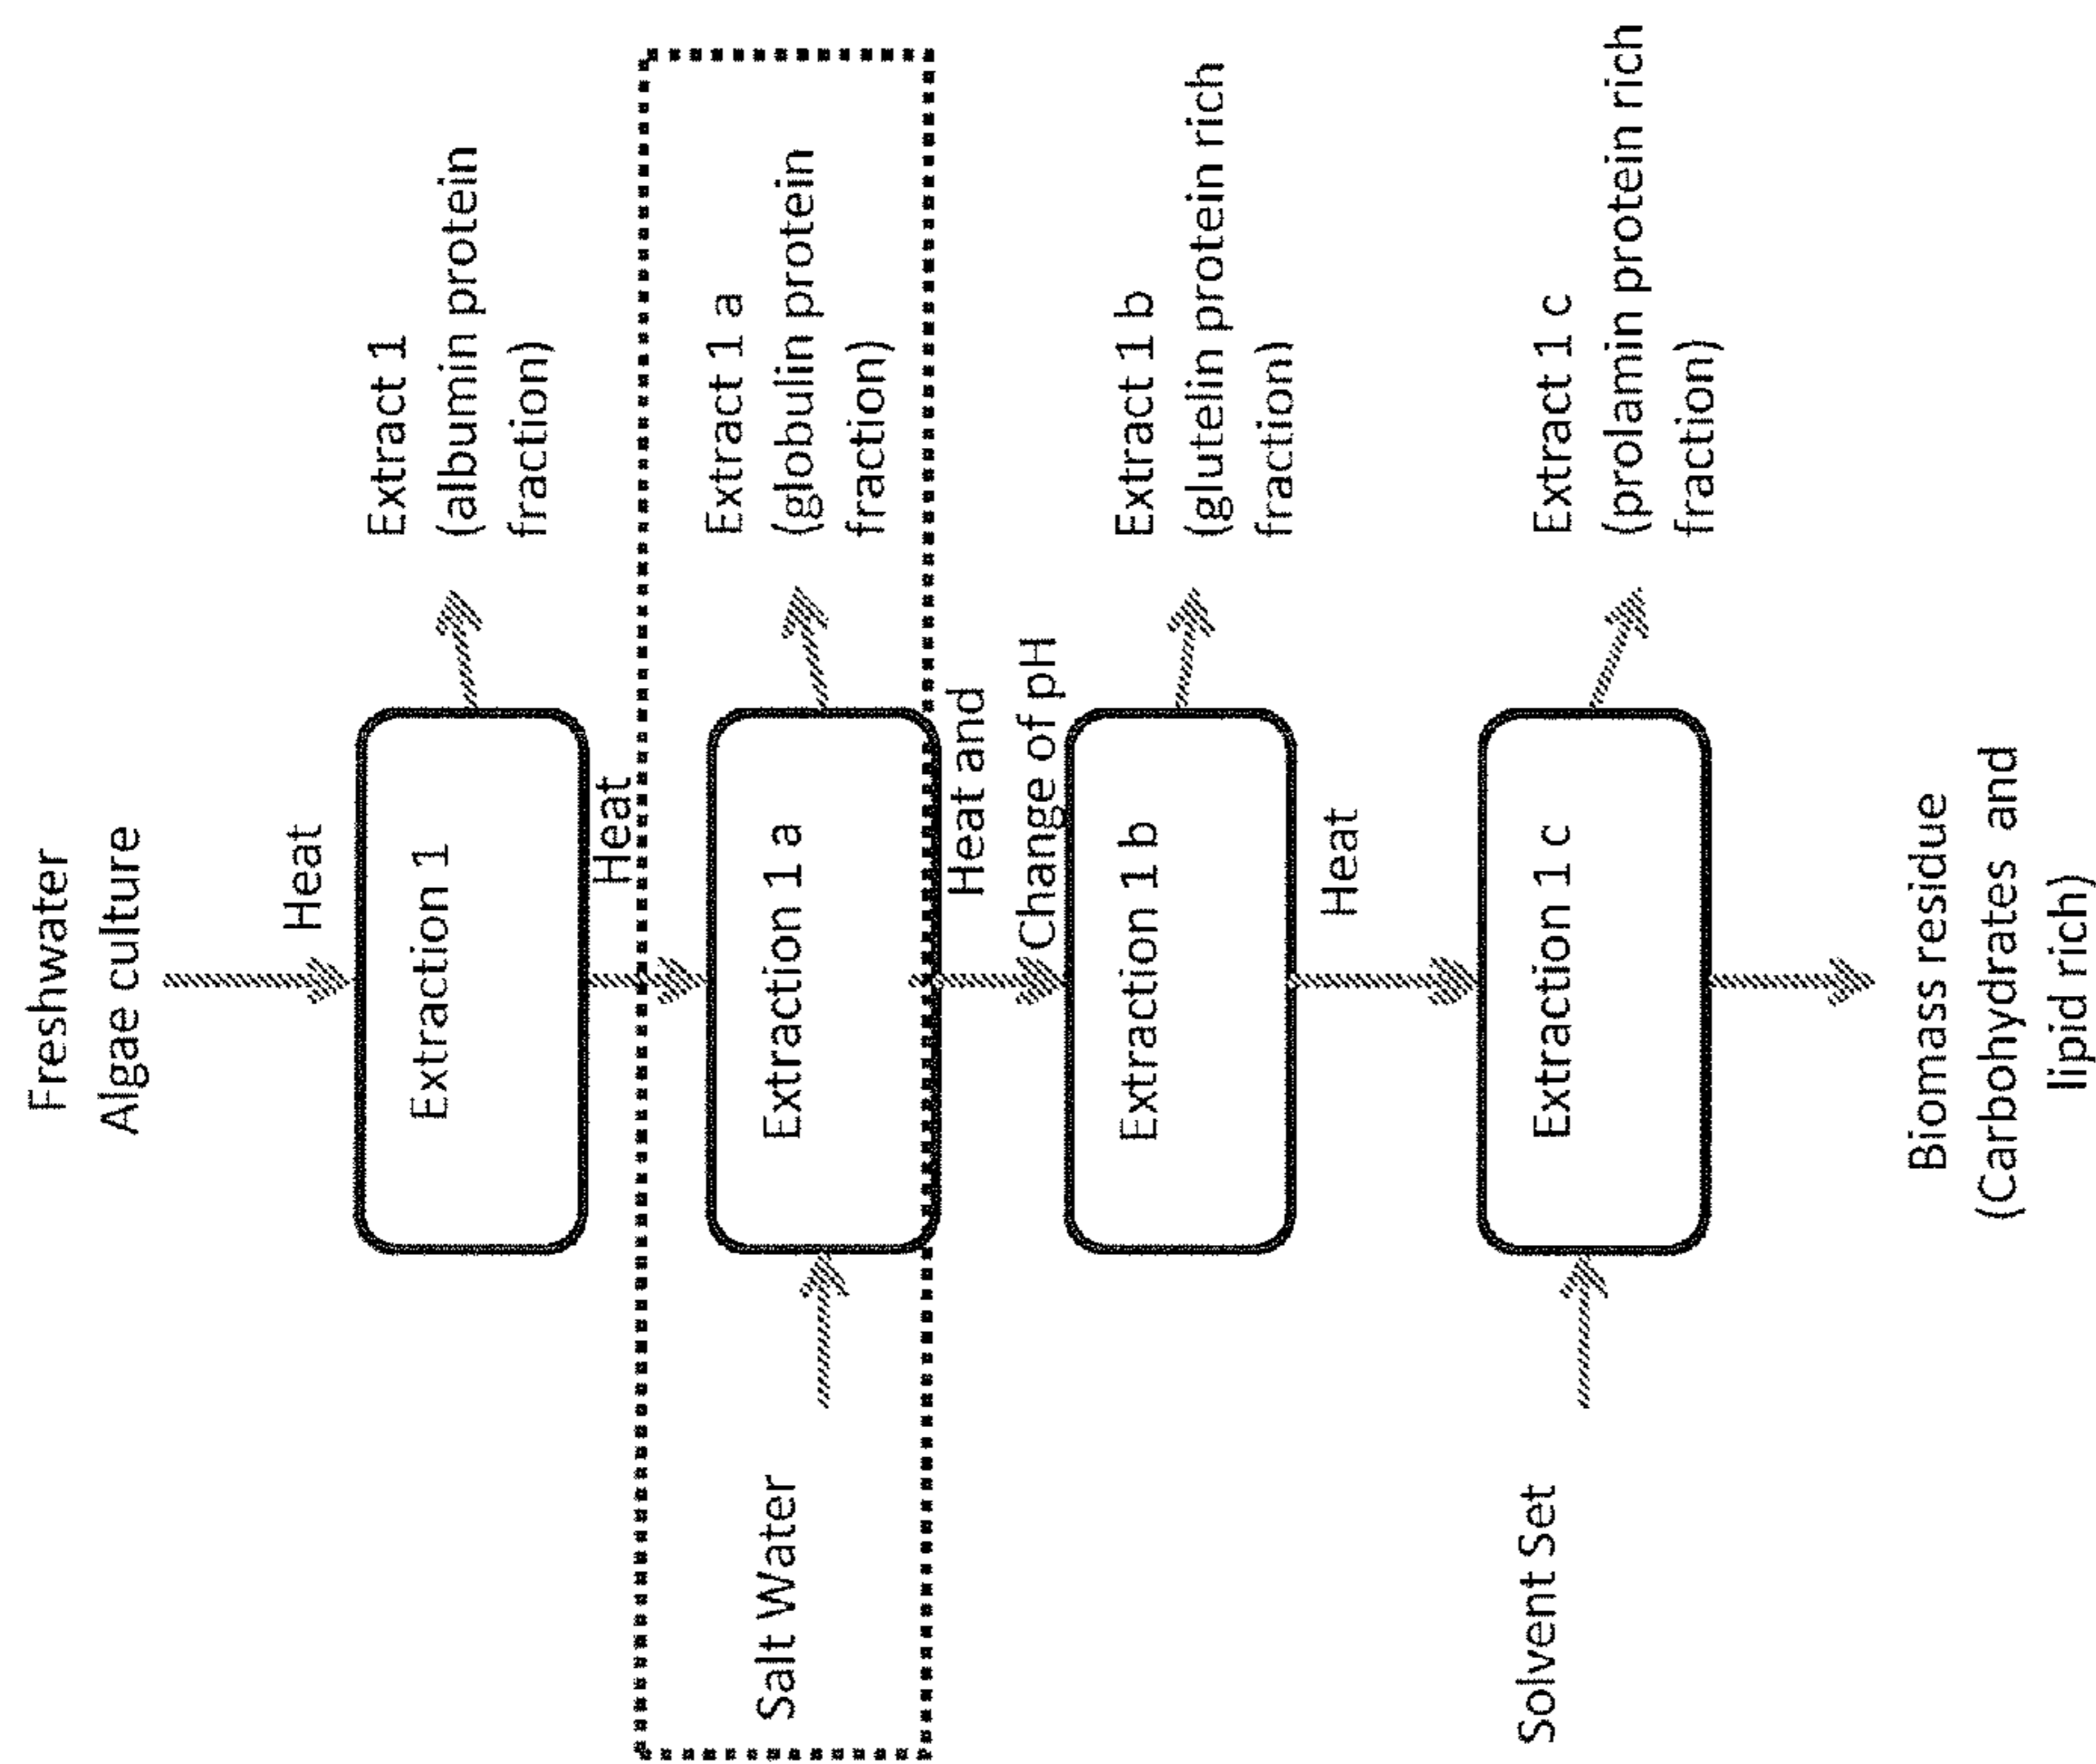 Freshwater
Algae culture
Heat
Extraction 1
Extract 1
(albumin protein
fraction)
Heat
Salt Water
Extraction 1 a
Extract 1 a
(globulin protein
fraction)
Heat and
Change of pH
Extraction 1 b
Extract 1 b
(glutelin protein rich
fraction)
Heat
Solvent Set
Extraction 1 c
Extract 1 c
(prolamin protein rich
fraction)
Biomass residue
(Carbohydrates and
lipid rich)